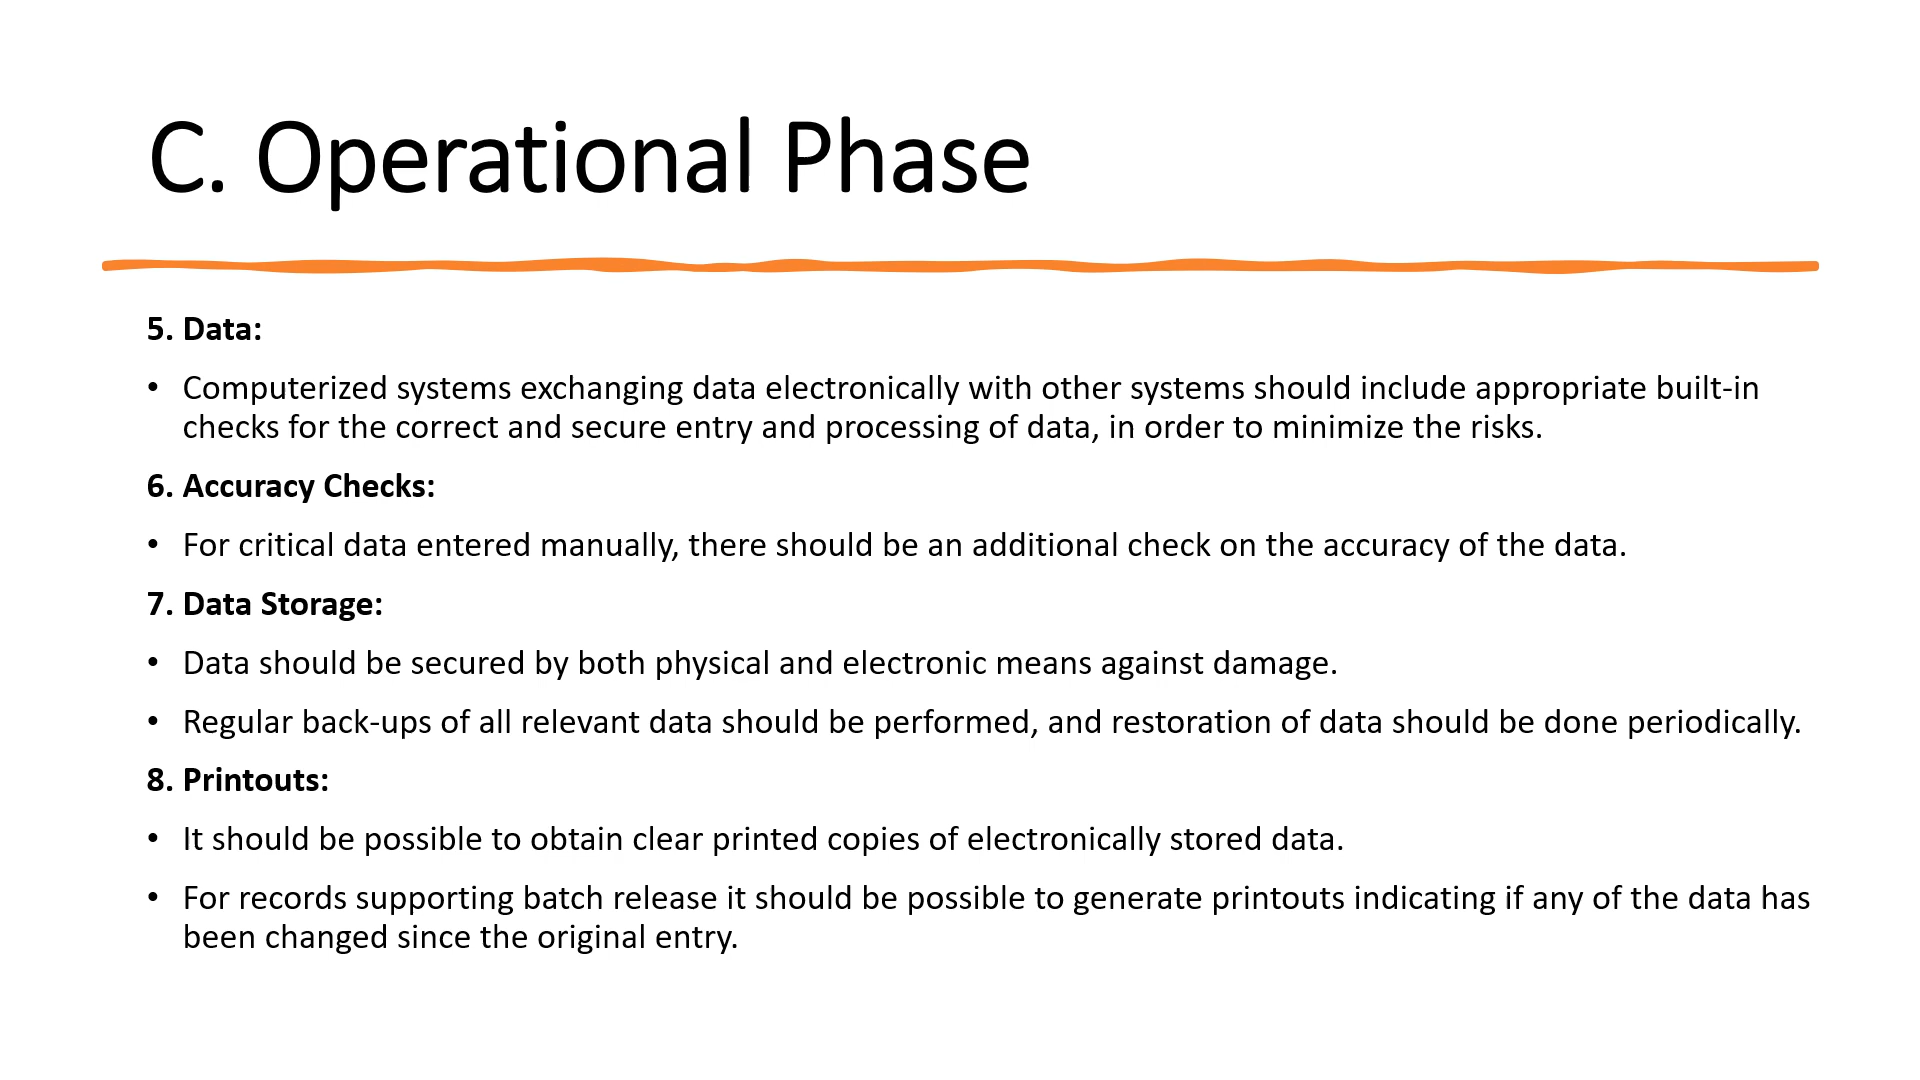 C. Operational Phase
5. Data:
• Computerized systems exchanging data electronically with other systems should include appropriate built-in
checks for the correct and secure entry and processing of data, in order to minimize the risks.
6. Accuracy Checks:
• For critical data entered manually, there should be an additional check on the accuracy of the data.
7. Data Storage:
• Data should be secured by both physical and electronic means against damage.
• Regular back-ups of all relevant data should be performed, and restoration of data should be done periodically.
8. Printouts:
• It should be possible to obtain clear printed copies of electronically stored data.
• For records supporting batch release it should be possible to generate printouts indicating if any of the data has
been changed since the original entry.